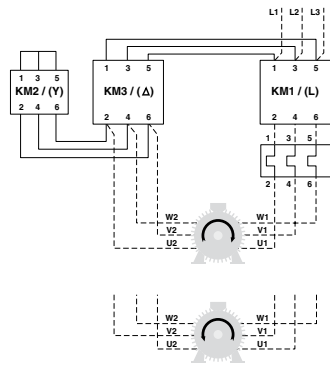 L1 L2 L3
1 3 5
KM2 / (Y)
2 4 6
1 3 5
KM3 / (Δ)
2 4 6
1 3 5
KM1 / (L)
2 4 6
1 3 5
2 4 6
W2 W1
V2 V1
U2 U1
W2 W1
V2 V1
U2 U1